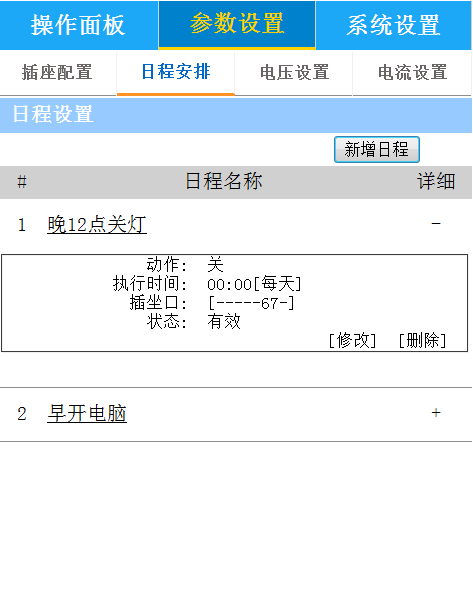 操作面板 参数设置 系统设置
插座配置 日程安排 电压设置 电流设置
日程设置
新增日程
# 日程名称 详细
1 晚12点关灯 -
动作: 关
执行时间: 00:00[每天]
插坐口: [-----67-]
状态: 有效
[修改] [删除]
2 早开电脑 +